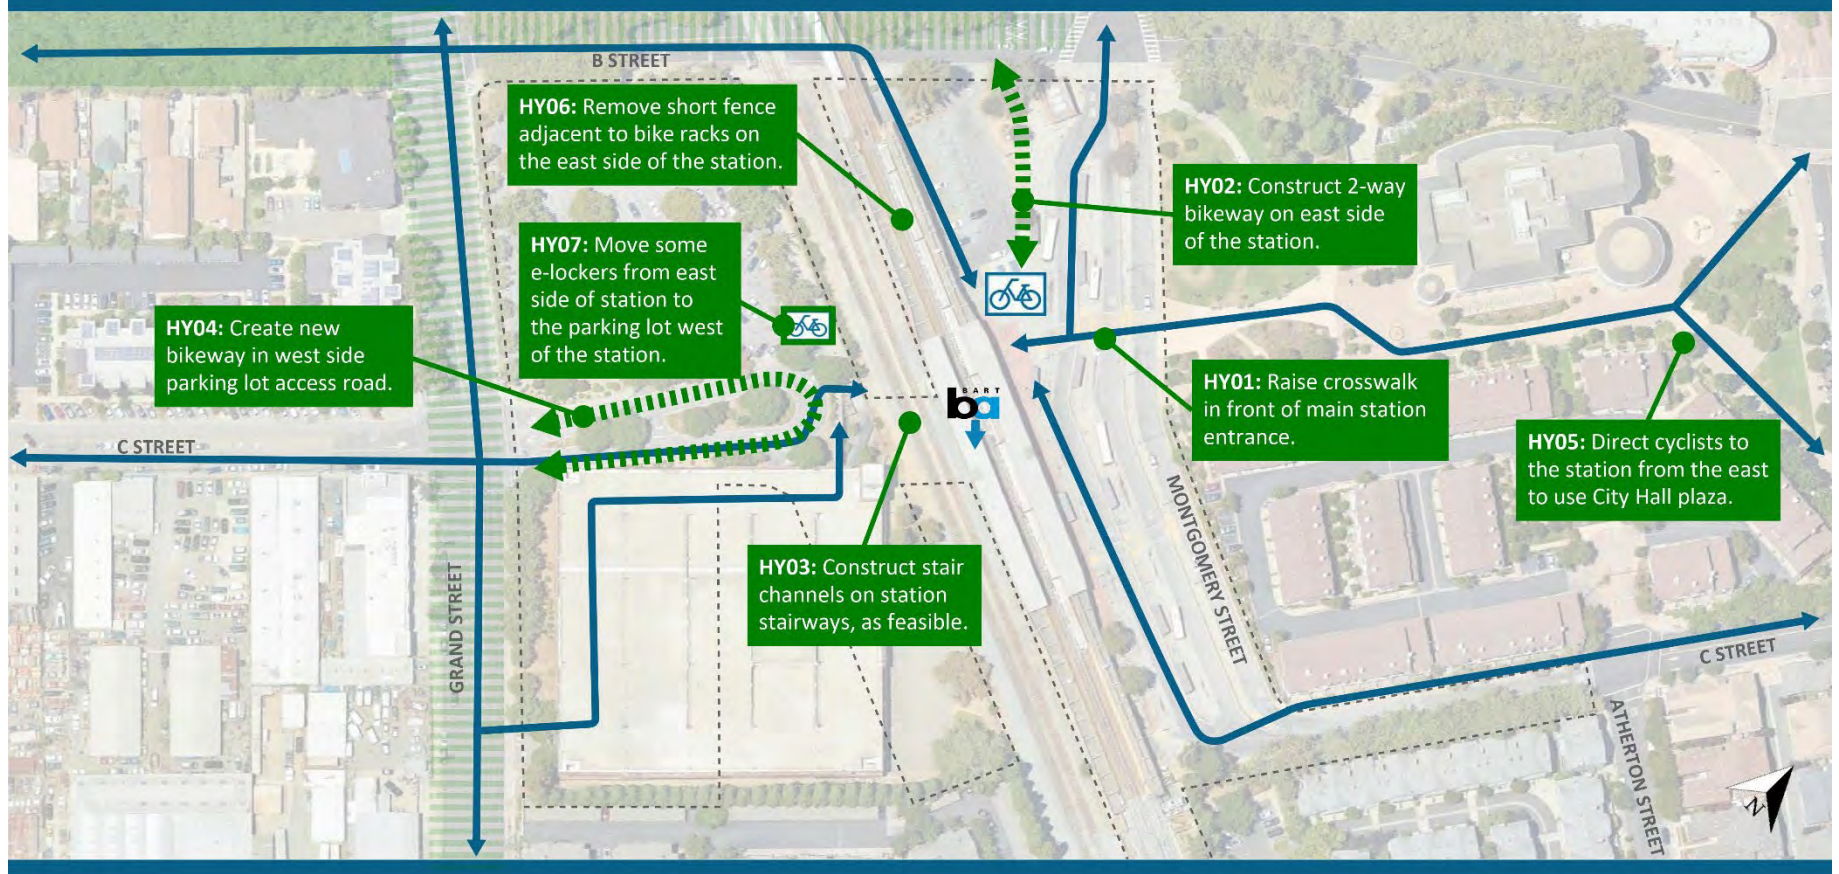 B STREET
HY06: Remove short fence
adjacent to bike racks on
the east side of the station.
HY02: Construct 2-way
bikeway on east side
of the station.
HY07: Move some
e-lockers from east
side of station to
the parking lot west
of the station.
HY04: Create new
bikeway in west side
parking lot access road.
HY01: Raise crosswalk
in front of main station
entrance.
BART
ba
C STREET
HY05: Direct cyclists to
the station from the east
to use City Hall plaza.
HY03: Construct stair
channels on station
stairways, as feasible.
MONTGOMERY STREET
GRAND STREET
C STREET
ATHERTON STREET
N